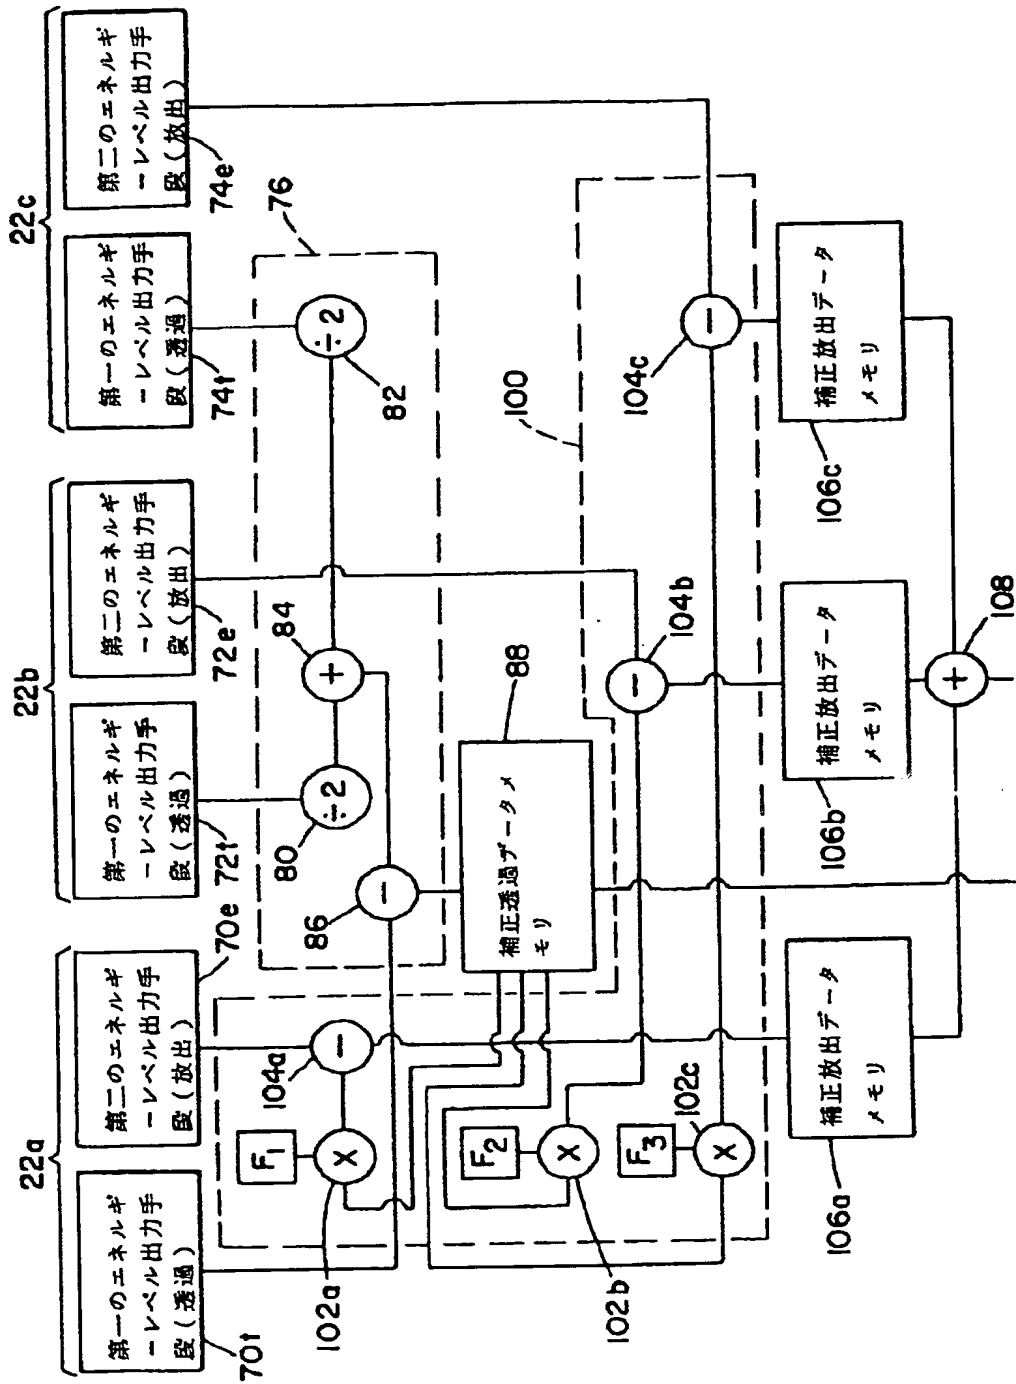 22a
22b
22c
第一のエネルギ
ーレベル出力手
段(透過)
70t
第二のエネルギ
ーレベル出力手
段(放出)
70e
第一のエネルギ
ーレベル出力手
段(透過)
72t
第二のエネルギ
ーレベル出力手
段(放出)
72e
第一のエネルギ
ーレベル出力手
段(透過)
74t
第二のエネルギ
ーレベル出力手
段(放出)
74e
76
÷2
80
+
84
÷2
82
−
86
F1
X
102a
−
104a
補正透過データメ
モリ
88
100
F2
X
102b
−
104b
F3
X
102c
−
104c
補正放出データ
メモリ
106a
補正放出データ
メモリ
106b
補正放出データ
メモリ
106c
+
108